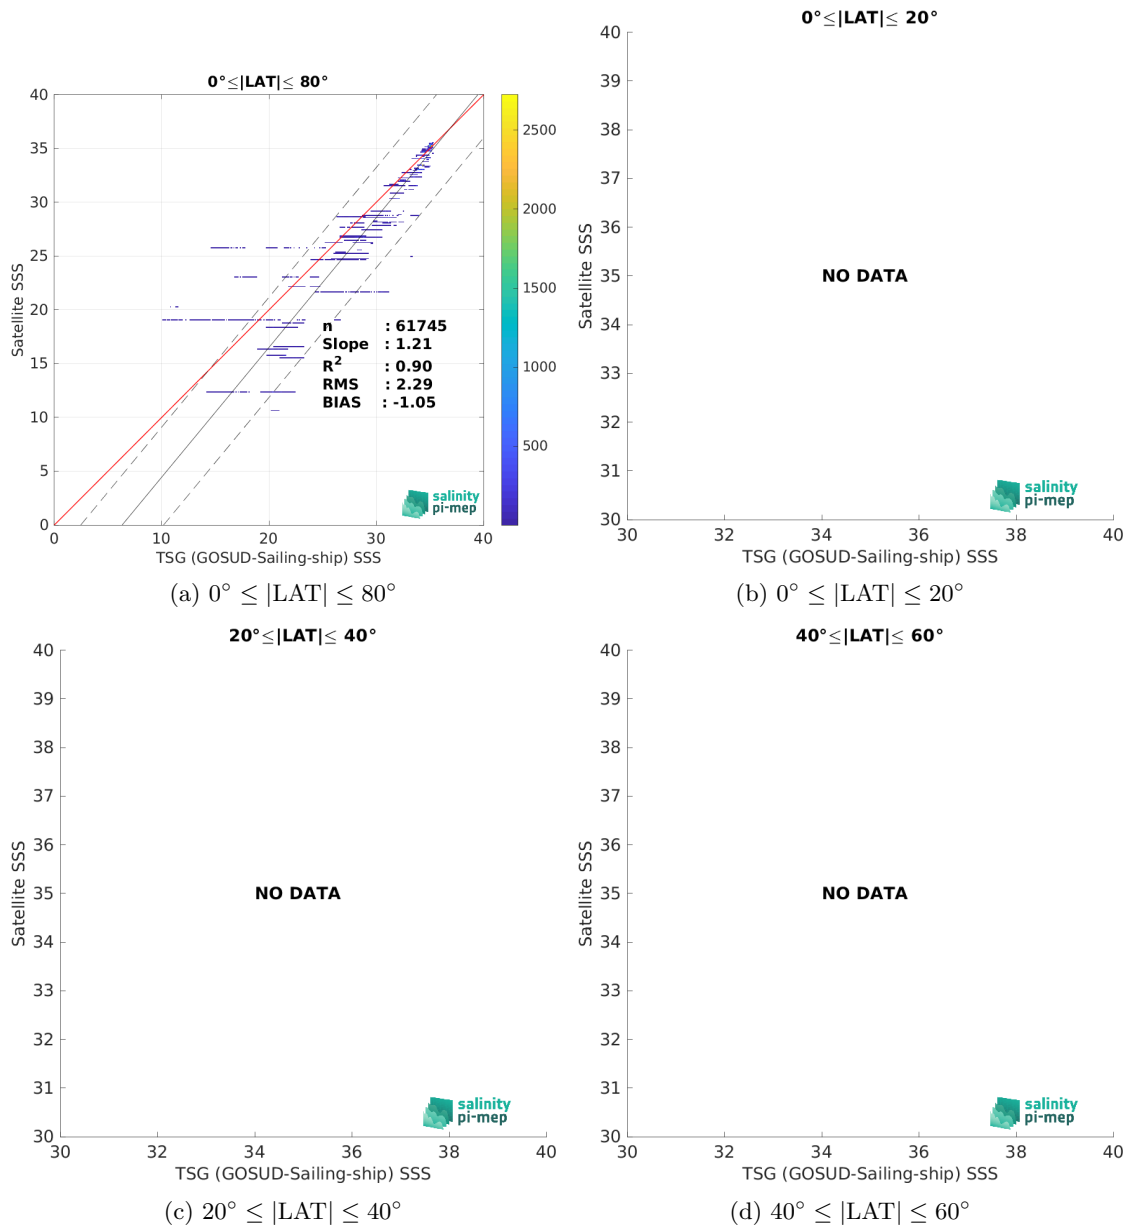 0°≤|LAT|≤ 80°
40
35
30
25
20
15
10
5
0
Satellite SSS
0
10
20
30
40
TSG (GOSUD-Sailing-ship) SSS
n : 61745
Slope : 1.21
R² : 0.90
RMS : 2.29
BIAS : -1.05
2500
2000
1500
1000
500
salinity
pi-mep
(a) 0° ≤ |LAT| ≤ 80°
0°≤|LAT|≤ 20°
40
39
38
37
36
35
34
33
32
31
30
Satellite SSS
NO DATA
salinity
pi-mep
30
32
34
36
38
40
TSG (GOSUD-Sailing-ship) SSS
(b) 0° ≤ |LAT| ≤ 20°
20°≤|LAT|≤ 40°
40
39
38
37
36
35
34
33
32
31
30
Satellite SSS
NO DATA
salinity
pi-mep
30
32
34
36
38
40
TSG (GOSUD-Sailing-ship) SSS
(c) 20° ≤ |LAT| ≤ 40°
40°≤|LAT|≤ 60°
40
39
38
37
36
35
34
33
32
31
30
Satellite SSS
NO DATA
salinity
pi-mep
30
32
34
36
38
40
TSG (GOSUD-Sailing-ship) SSS
(d) 40° ≤ |LAT| ≤ 60°